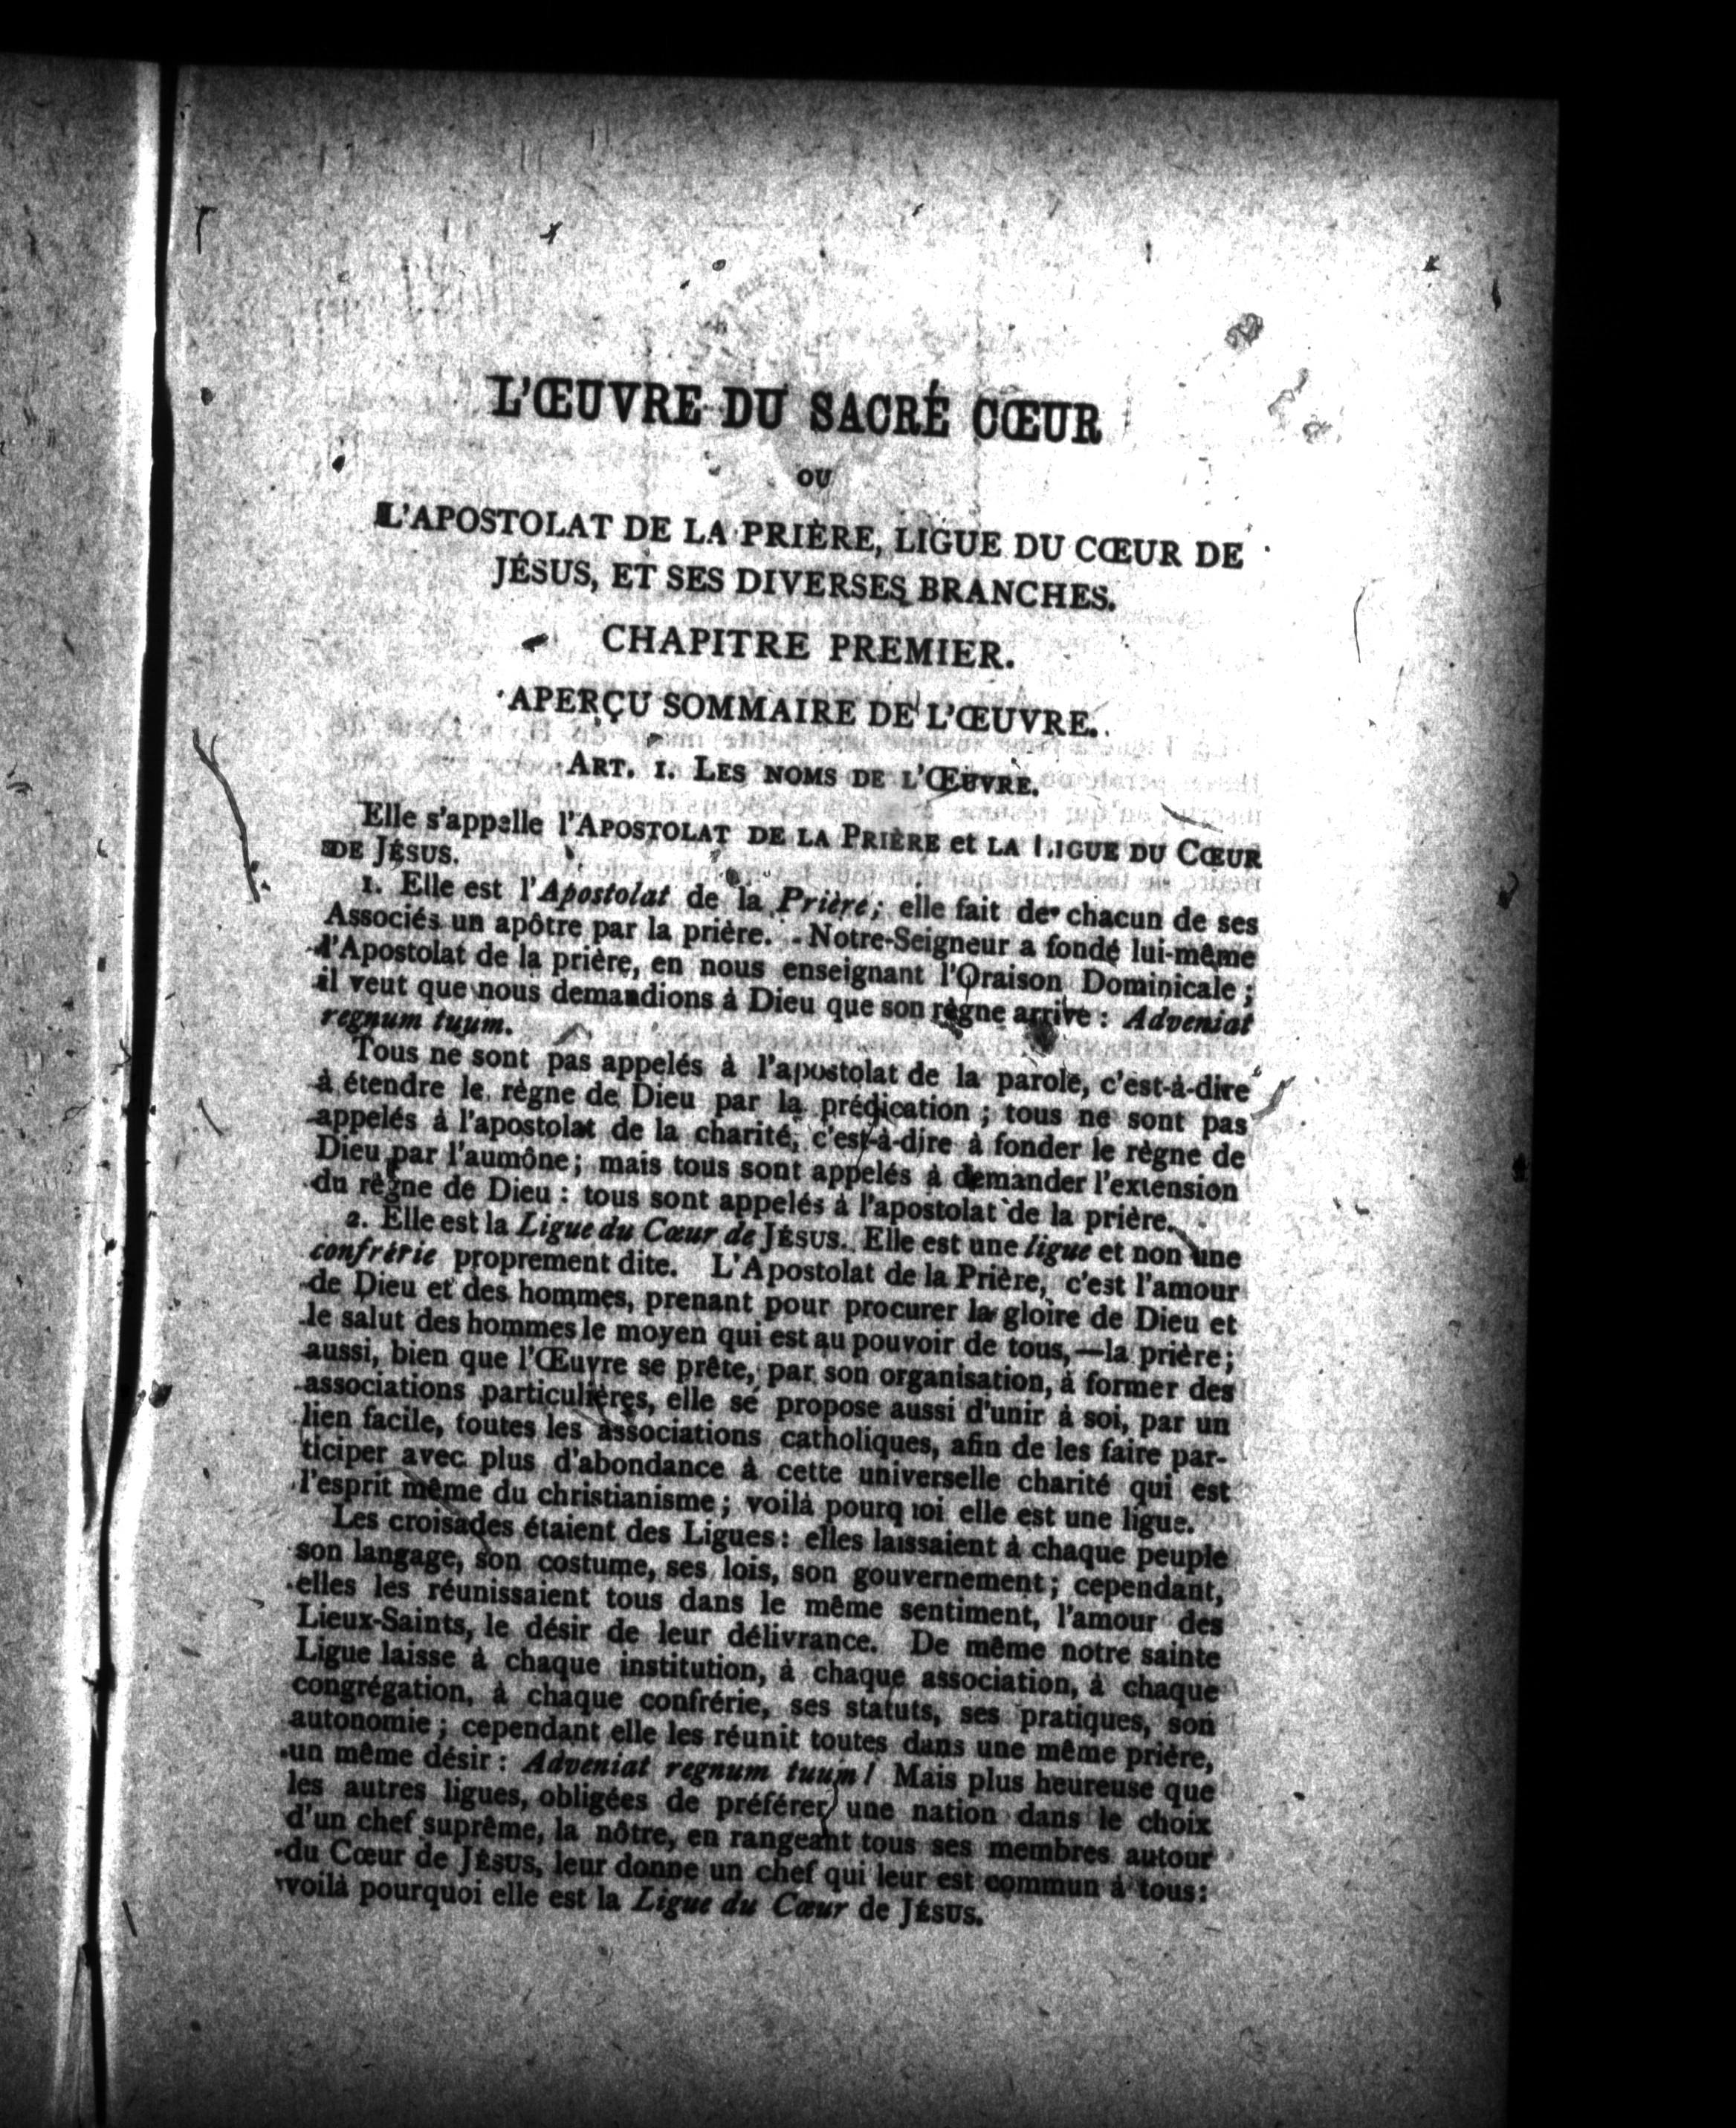 L'ŒUVRE DU SACRÉ CŒUR
OU
L'APOSTOLAT DE LA PRIÈRE, LIGUE DU CŒUR DE
JÉSUS, ET SES DIVERSES BRANCHES.
CHAPITRE PREMIER.
APERÇU SOMMAIRE DE L'ŒUVRE.
ART. 1. LES NOMS DE L'ŒUVRE.
Elle s'appelle l'APOSTOLAT DE LA PRIÈRE et LA LIGUE DU CŒUR
DE JÉSUS.
1. Elle est l'Apostolat de la Prière; elle fait de chacun de ses
Associés un apôtre par la prière. Notre-Seigneur a fondé lui-même
l'Apostolat de la prière, en nous enseignant l'Oraison Dominicale ;
il veut que nous demandions à Dieu que son règne arrive : Adveniat
regnum tuum.
Tous ne sont pas appelés à l'apostolat de la parole, c'est-à-dire
à étendre le règne de Dieu par la prédication ; tous ne sont pas
appelés à l'apostolat de la charité, c'est-à-dire à fonder le règne de
Dieu par l'aumône; mais tous sont appelés à demander l'extension
du règne de Dieu : tous sont appelés à l'apostolat de la prière.
2. Elle est la Ligue du Cœur de JÉSUS. Elle est une ligue et non une
confrérie proprement dite. L'Apostolat de la Prière, c'est l'amour
de Dieu et des hommes, prenant pour procurer la gloire de Dieu et
le salut des hommes le moyen qui est au pouvoir de tous,—la prière;
aussi, bien que l'Œuvre se prête, par son organisation, à former des
associations particulières, elle se propose aussi d'unir à soi, par un
lien facile, toutes les associations catholiques, afin de les faire par-
ticiper avec plus d'abondance à cette universelle charité qui est
l'esprit même du christianisme ; voilà pourquoi elle est une ligue.
Les croisades étaient des Ligues : elles laissaient à chaque peuple
son langage, son costume, ses lois, son gouvernement ; cependant,
elles les réunissaient tous dans le même sentiment, l'amour des
Lieux-Saints, le désir de leur délivrance. De même notre sainte
Ligue laisse à chaque institution, à chaque association, à chaque
congrégation, à chaque confrérie, ses statuts, ses pratiques, son
autonomie ; cependant elle les réunit toutes dans une même prière,
un même désir : Adveniat regnum tuum! Mais plus heureuse que
les autres ligues, obligées de préférer une nation dans le choix
d'un chef suprême, la nôtre, en rangeant tous ses membres autour
du Cœur de JÉSUS, leur donne un chef qui leur est commun à tous:
voilà pourquoi elle est la Ligue du Cœur de JÉSUS.